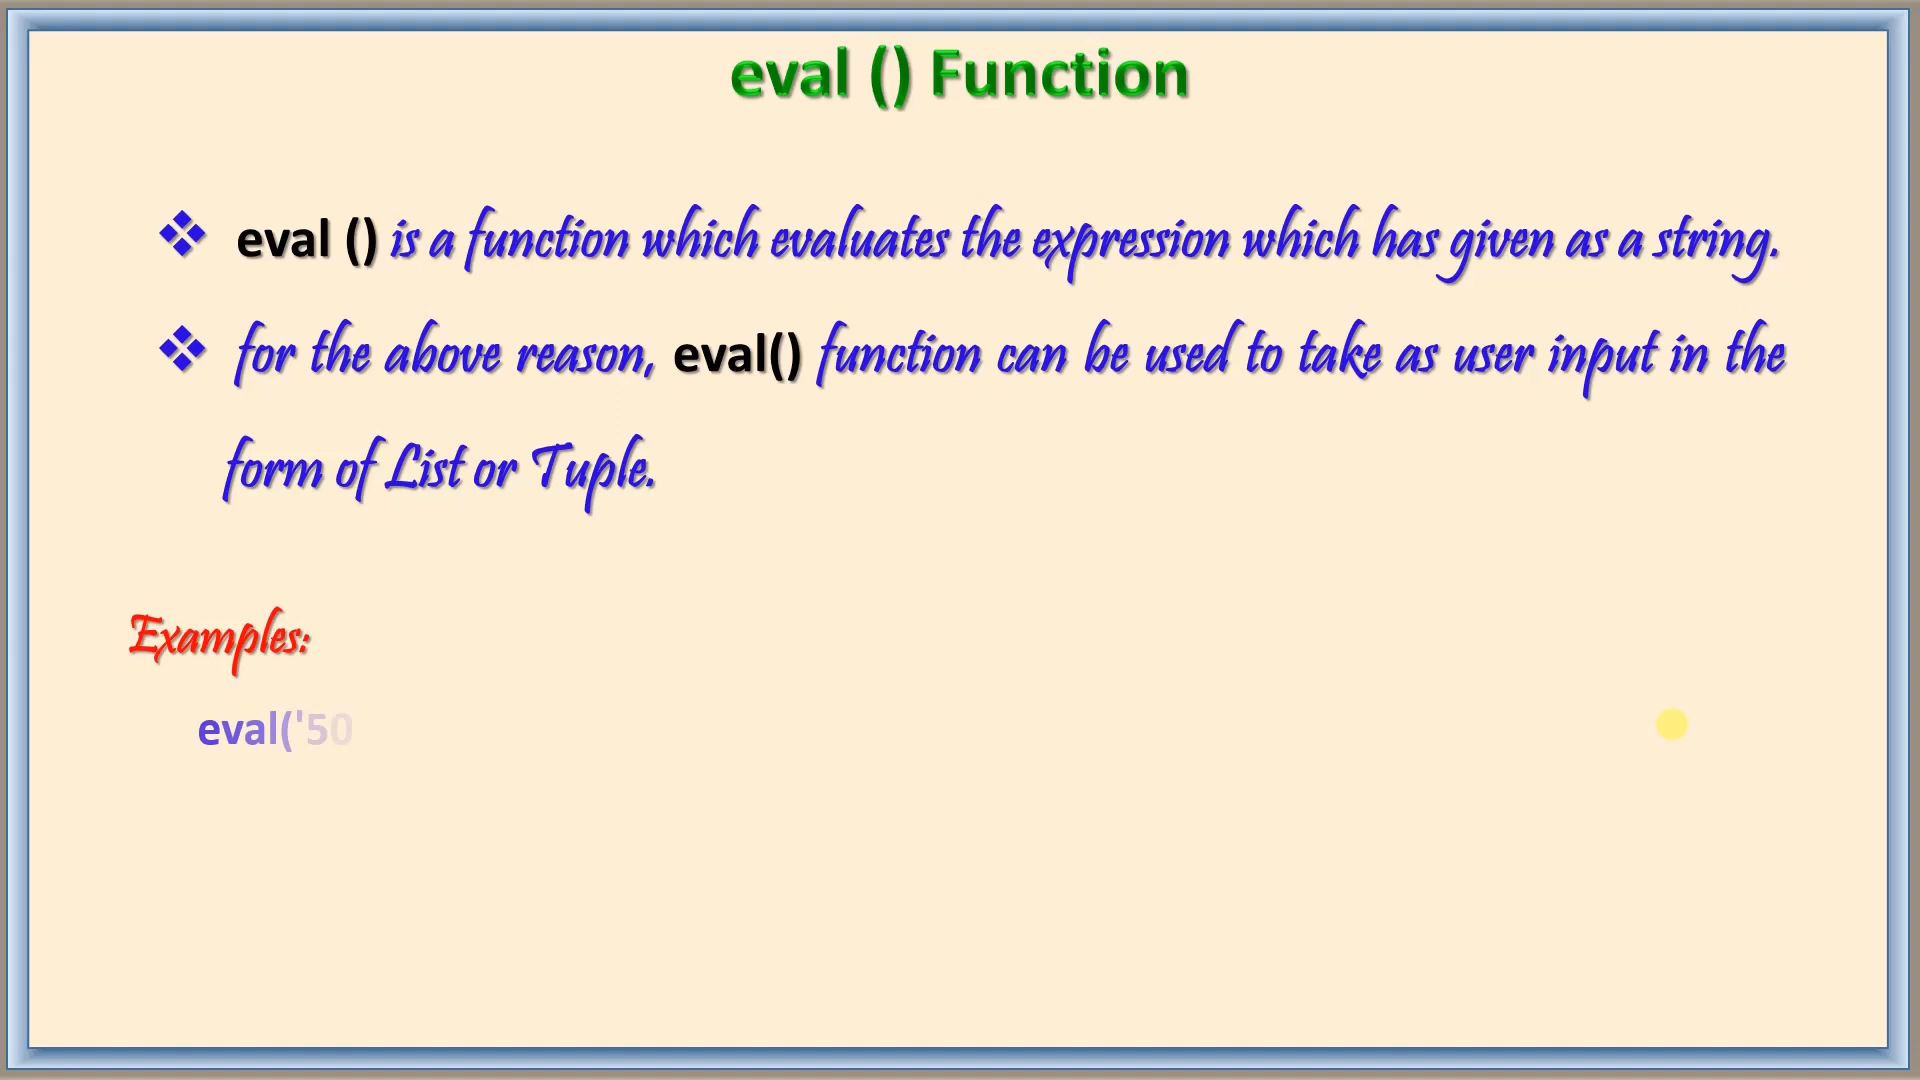 eval () Function
❖ eval () is a function which evaluates the expression which has given as a string.
❖ for the above reason, eval() function can be used to take as user input in the
form of List or Tuple.
Examples:
eval('50